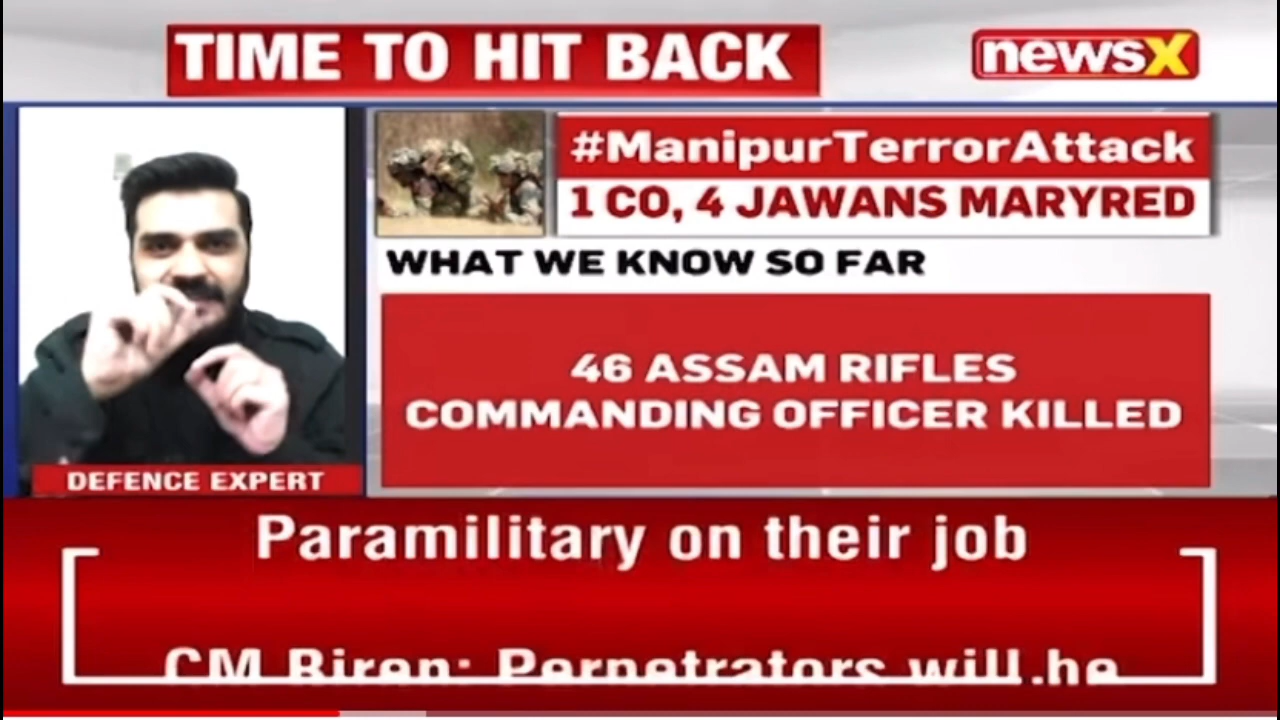 TIME TO HIT BACK
newsX
#ManipurTerrorAttack
1 CO, 4 JAWANS MARYRED
WHAT WE KNOW SO FAR
46 ASSAM RIFLES
COMMANDING OFFICER KILLED
DEFENCE EXPERT
Paramilitary on their job
CM Biren: Perpetrators will be